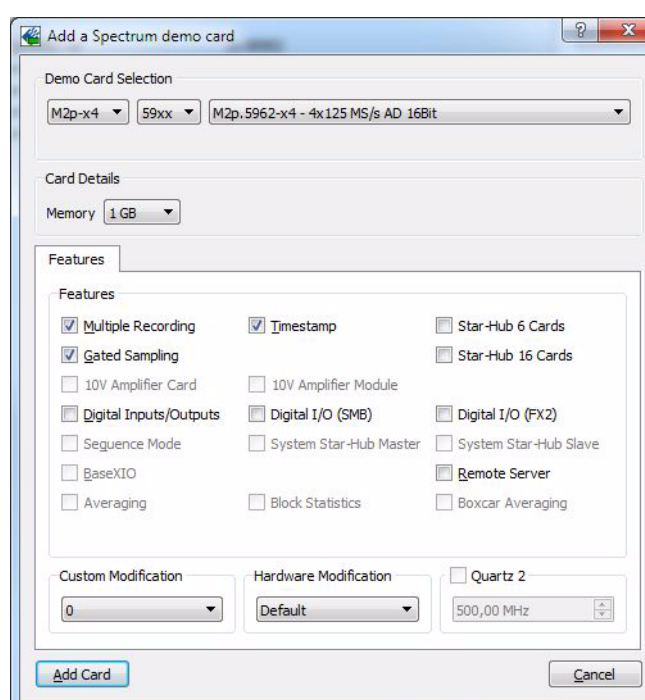 Add a Spectrum demo card
Demo Card Selection
M2p-x4 59xx M2p.5962-x4 - 4x125 MS/s AD 16Bit
Card Details
Memory 1 GB
Features
Features
Multiple Recording Timestamp Star-Hub 6 Cards
Gated Sampling Star-Hub 16 Cards
10V Amplifier Card 10V Amplifier Module
Digital Inputs/Outputs Digital I/O (SMB) Digital I/O (FX2)
Sequence Mode System Star-Hub Master System Star-Hub Slave
BaseXIO Remote Server
Averaging Block Statistics Boxcar Averaging
Custom Modification Hardware Modification Quartz 2
0 Default 500,00 MHz
Add Card Cancel